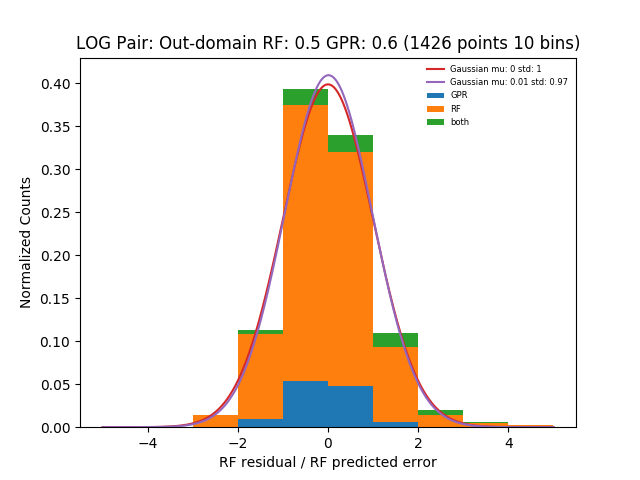 LOG Pair: Out-domain RF: 0.5 GPR: 0.6 (1426 points 10 bins)
Gaussian mu: 0 std: 1
Gaussian mu: 0.01 std: 0.97
GPR
RF
both
Normalized Counts
0.40
0.35
0.30
0.25
0.20
0.15
0.10
0.05
0.00
−4 −2 0 2 4
RF residual / RF predicted error